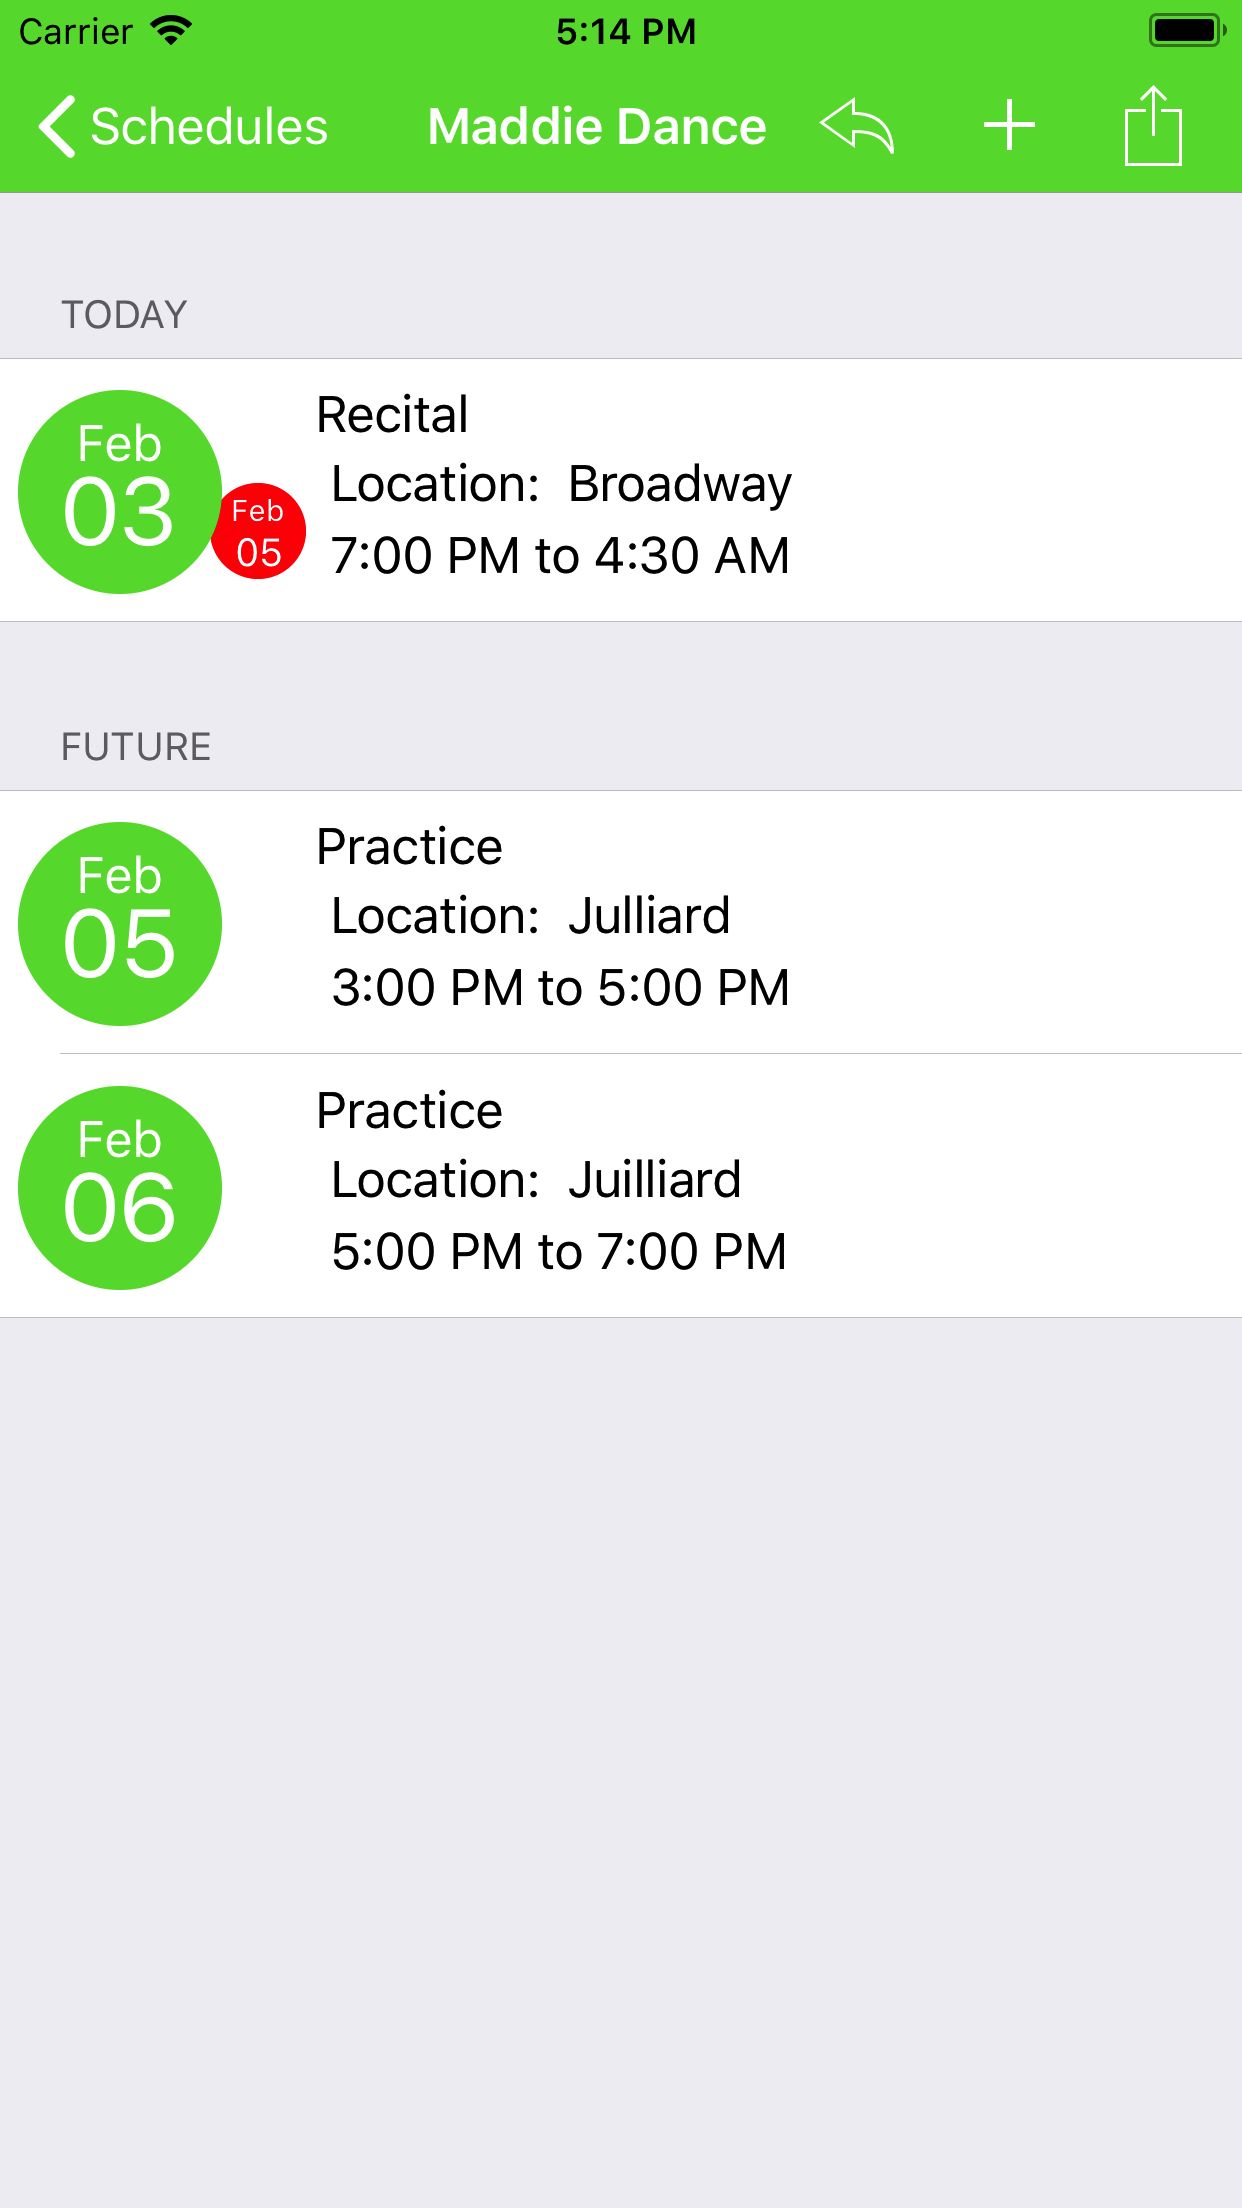 Carrier 5:14 PM
Schedules Maddie Dance
TODAY
Feb
03
Feb
05
Recital
Location: Broadway
7:00 PM to 4:30 AM
FUTURE
Feb
05
Practice
Location: Julliard
3:00 PM to 5:00 PM
Feb
06
Practice
Location: Juilliard
5:00 PM to 7:00 PM